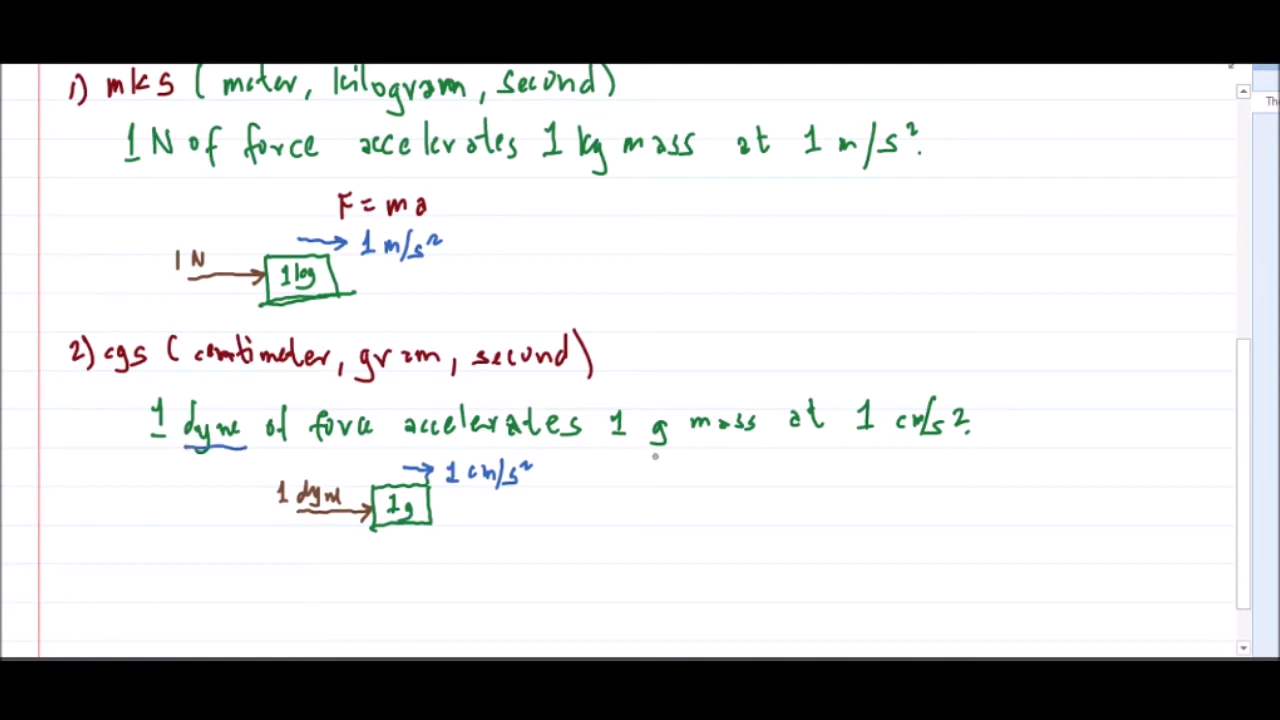 1) mks ( meter, kilogram, second)
1 N of force accelerates 1 kg mass at 1 m/s².
F = ma
1 m/s²
1 N
1 kg
2) cgs ( centimeter, gram, second)
1 dyne of force accelerates 1 g mass at 1 cm/s².
1 cm/s²
1 dyne
1g